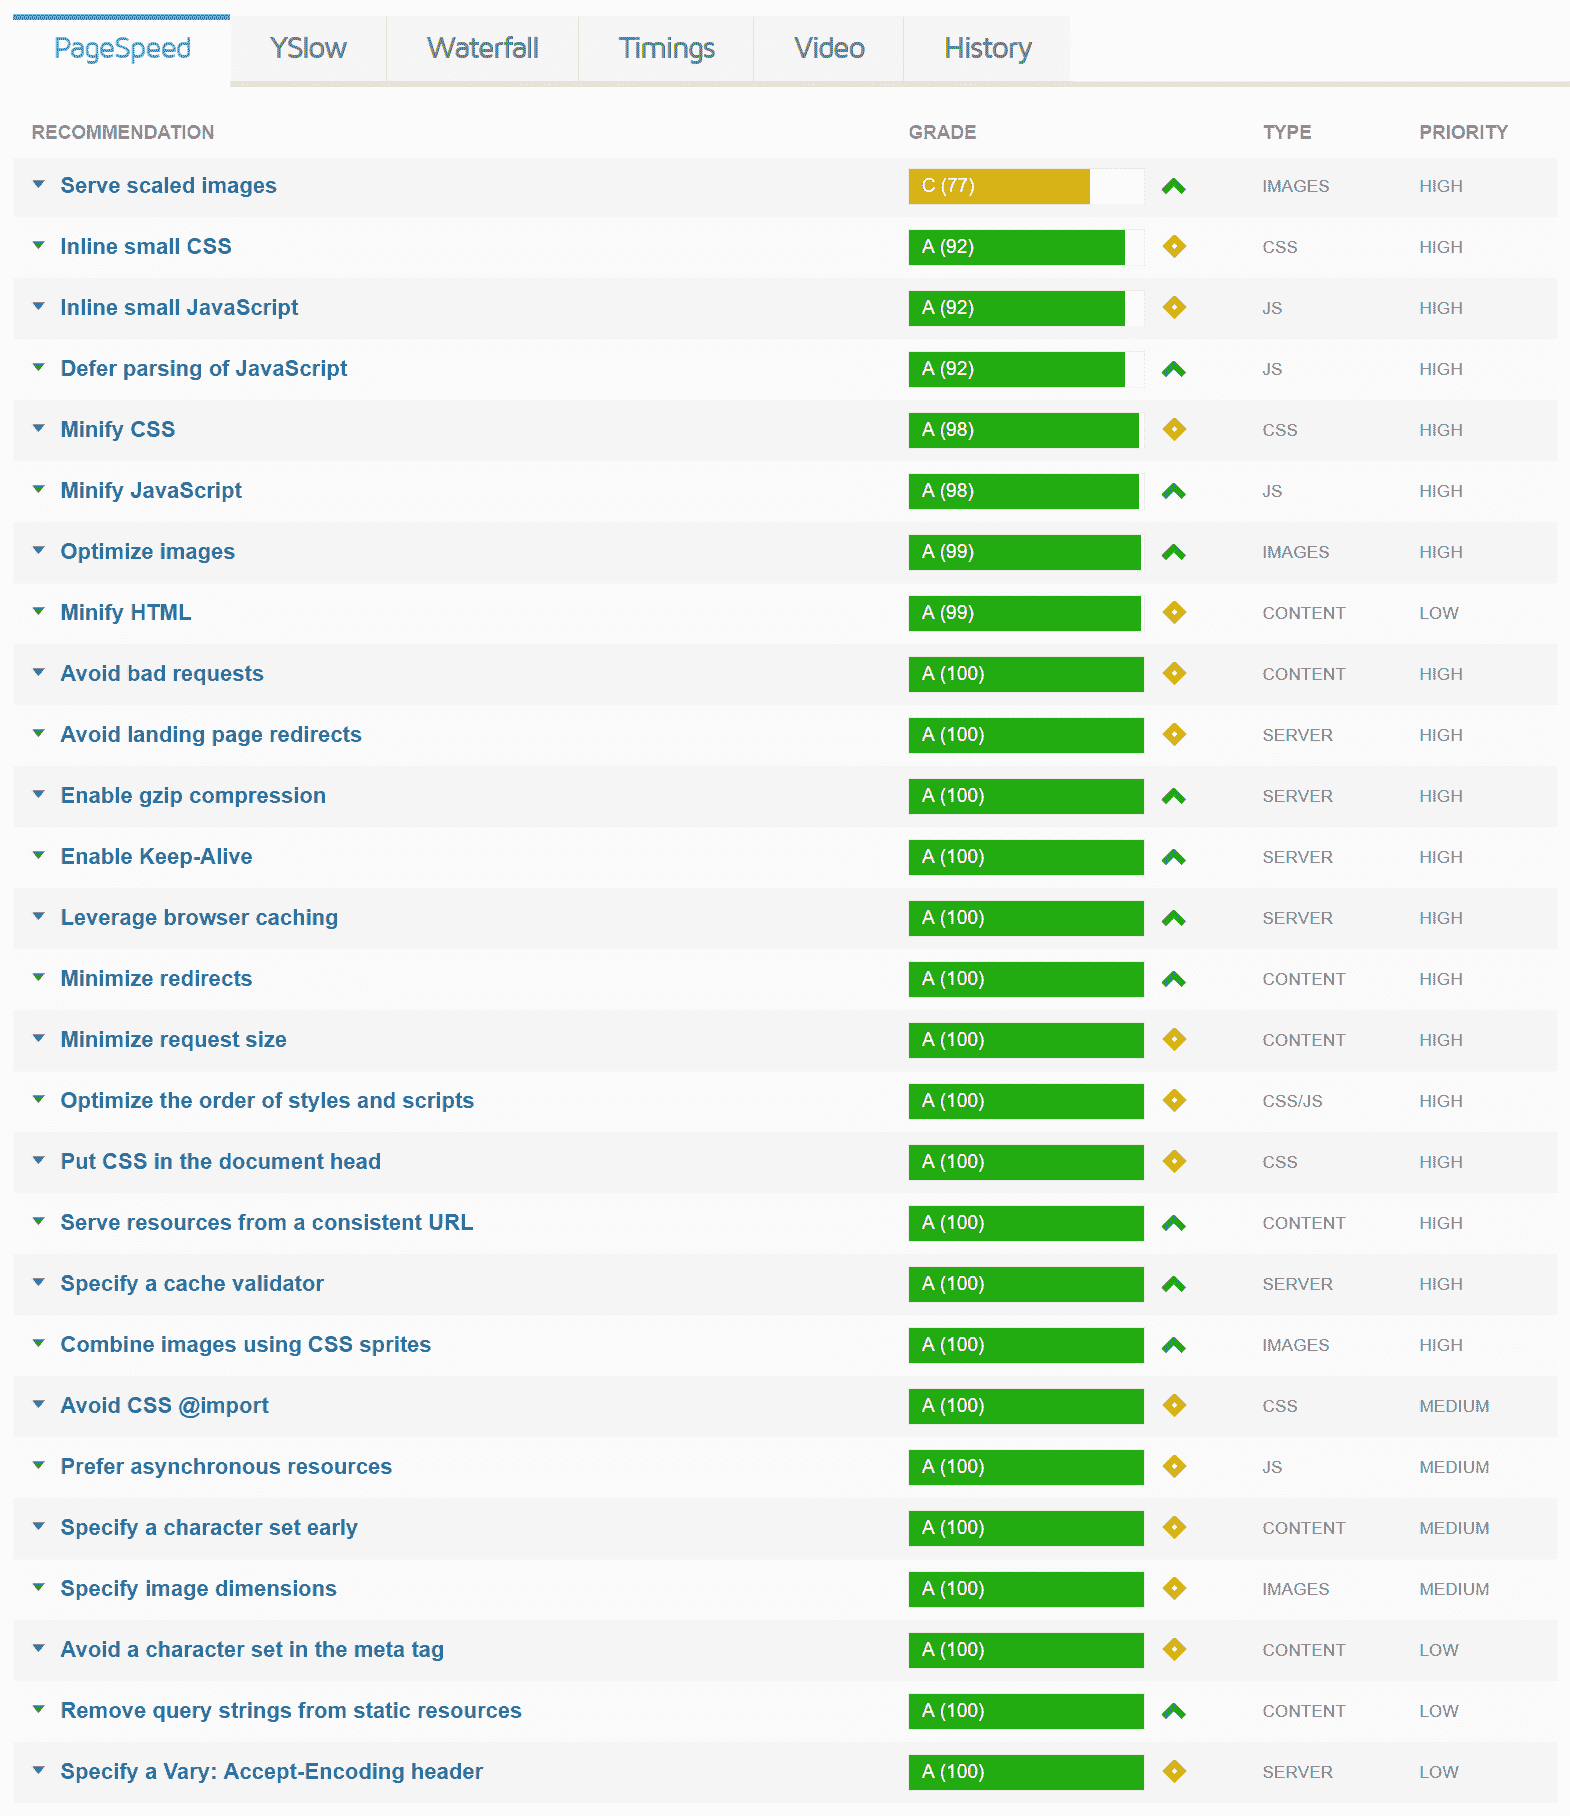 PageSpeed YSlow Waterfall Timings Video History
RECOMMENDATION GRADE TYPE PRIORITY
Serve scaled images C (77) IMAGES HIGH
Inline small CSS A (92) CSS HIGH
Inline small JavaScript A (92) JS HIGH
Defer parsing of JavaScript A (92) JS HIGH
Minify CSS A (98) CSS HIGH
Minify JavaScript A (98) JS HIGH
Optimize images A (99) IMAGES HIGH
Minify HTML A (99) CONTENT LOW
Avoid bad requests A (100) CONTENT HIGH
Avoid landing page redirects A (100) SERVER HIGH
Enable gzip compression A (100) SERVER HIGH
Enable Keep-Alive A (100) SERVER HIGH
Leverage browser caching A (100) SERVER HIGH
Minimize redirects A (100) CONTENT HIGH
Minimize request size A (100) CONTENT HIGH
Optimize the order of styles and scripts A (100) CSS/JS HIGH
Put CSS in the document head A (100) CSS HIGH
Serve resources from a consistent URL A (100) CONTENT HIGH
Specify a cache validator A (100) SERVER HIGH
Combine images using CSS sprites A (100) IMAGES HIGH
Avoid CSS @import A (100) CSS MEDIUM
Prefer asynchronous resources A (100) JS MEDIUM
Specify a character set early A (100) CONTENT MEDIUM
Specify image dimensions A (100) IMAGES MEDIUM
Avoid a character set in the meta tag A (100) CONTENT LOW
Remove query strings from static resources A (100) CONTENT LOW
Specify a Vary: Accept-Encoding header A (100) SERVER LOW